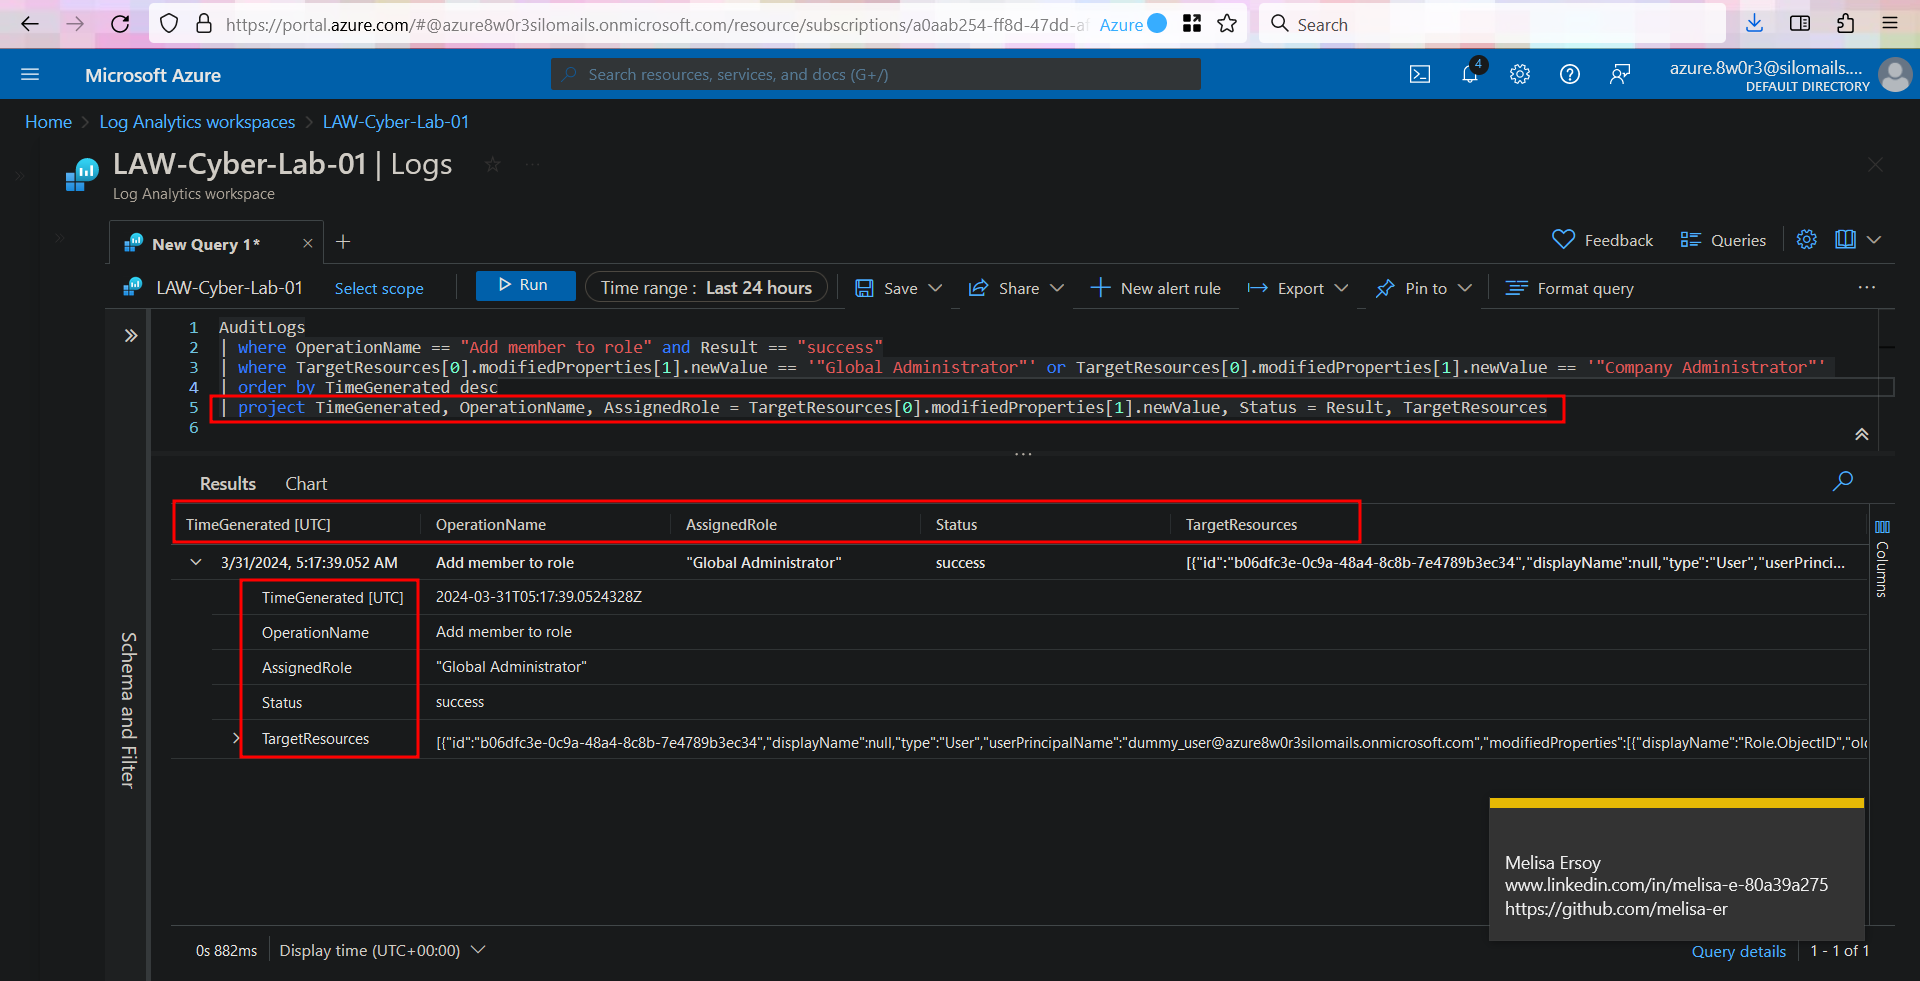 https://portal.azure.com/#@azure8w0r3silomails.onmicrosoft.com/resource/subscriptions/a0aab254-ff8d-47dd-a
Azure
Search
Microsoft Azure
Search resources, services, and docs (G+/)
4
azure.8w0r3@silomails....
DEFAULT DIRECTORY
Home > Log Analytics workspaces > LAW-Cyber-Lab-01
LAW-Cyber-Lab-01 | Logs
Log Analytics workspace
New Query 1*
Feedback
Queries
LAW-Cyber-Lab-01
Select scope
Run
Time range : Last 24 hours
Save
Share
New alert rule
Export
Pin to
Format query
1 AuditLogs
2 | where OperationName == "Add member to role" and Result == "success"
3 | where TargetResources[0].modifiedProperties[1].newValue == '"Global Administrator"' or TargetResources[0].modifiedProperties[1].newValue == '"Company Administrator"'
4 | order by TimeGenerated desc
5 | project TimeGenerated, OperationName, AssignedRole = TargetResources[0].modifiedProperties[1].newValue, Status = Result, TargetResources
6
Schema and Filter
Results
Chart
TimeGenerated [UTC] OperationName AssignedRole Status TargetResources
3/31/2024, 5:17:39.052 AM Add member to role "Global Administrator" success [{"id":"b06dfc3e-0c9a-48a4-8c8b-7e4789b3ec34","displayName":null,"type":"User","userPrinci...
TimeGenerated [UTC] 2024-03-31T05:17:39.0524328Z
OperationName Add member to role
AssignedRole "Global Administrator"
Status success
TargetResources [{"id":"b06dfc3e-0c9a-48a4-8c8b-7e4789b3ec34","displayName":null,"type":"User","userPrincipalName":"dummy_user@azure8w0r3silomails.onmicrosoft.com","modifiedProperties":[{"displayName":"Role.ObjectID","ol
Columns
Melisa Ersoy
www.linkedin.com/in/melisa-e-80a39a275
https://github.com/melisa-er
0s 882ms
Display time (UTC+00:00)
Query details
1 - 1 of 1